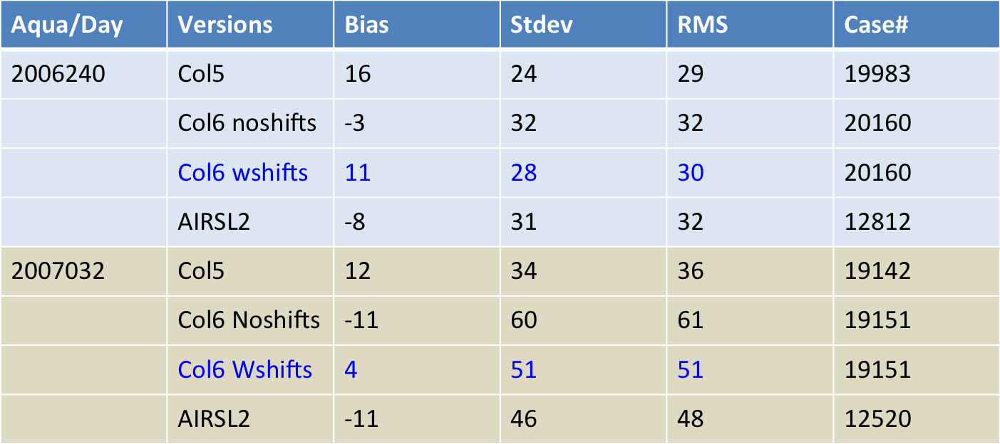 Aqua/Day Versions Bias Stdev RMS Case#
2006240 Col5 16 24 29 19983
Col6 noshifts -3 32 32 20160
Col6 wshifts 11 28 30 20160
AIRSL2 -8 31 32 12812
2007032 Col5 12 34 36 19142
Col6 Noshifts -11 60 61 19151
Col6 Wshifts 4 51 51 19151
AIRSL2 -11 46 48 12520